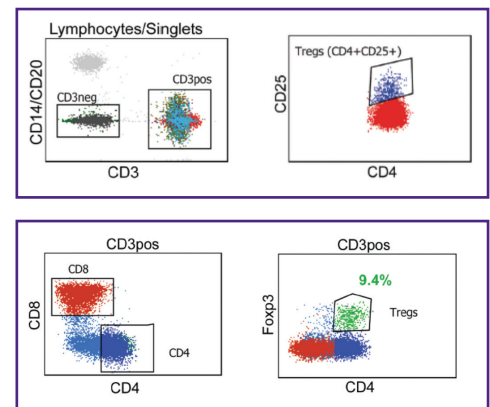 Lymphocytes/Singlets
CD14/CD20
CD3neg
CD3pos
CD3
Tregs (CD4+CD25+)
CD25
CD4
CD3pos
CD8
CD8
CD4
CD4
CD3pos
9.4%
Foxp3
Tregs
CD4